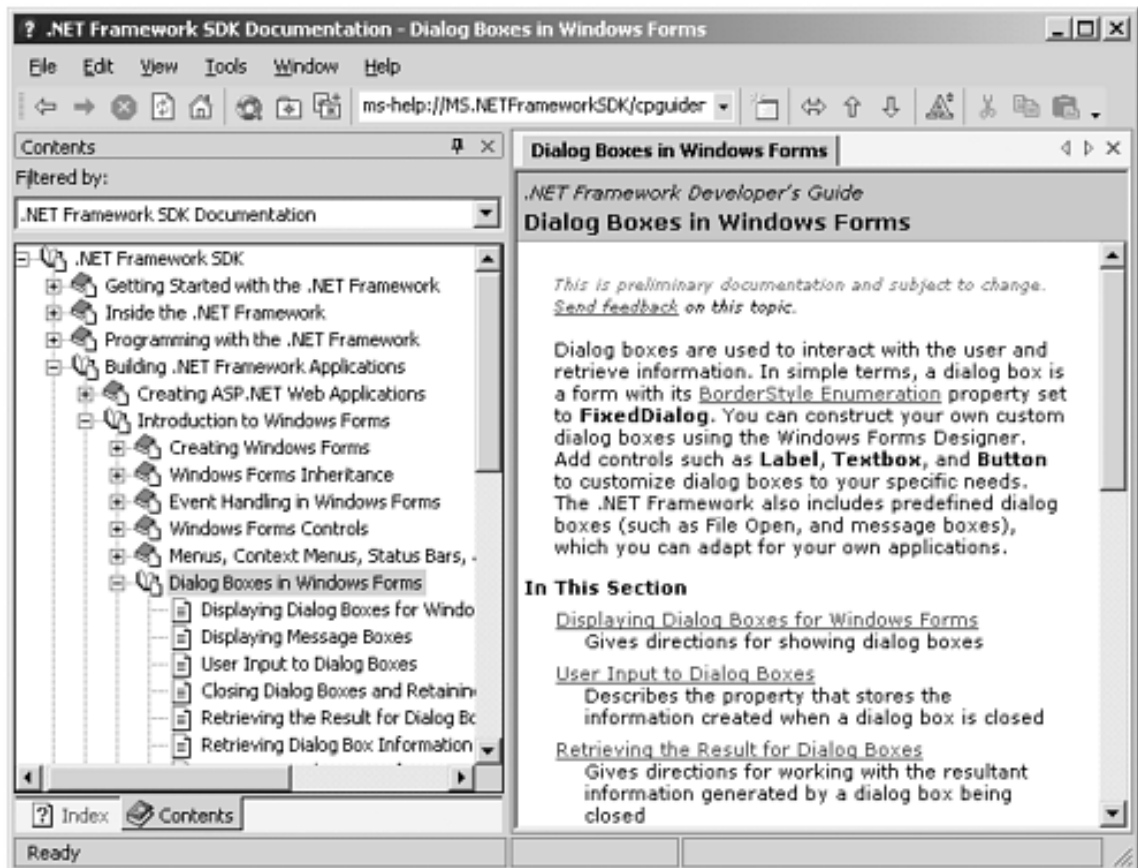 ? .NET Framework SDK Documentation - Dialog Boxes in Windows Forms
File Edit View Tools Window Help
ms-help://MS.NETFrameworkSDK/cpguider
Contents
Filtered by:
.NET Framework SDK Documentation
.NET Framework SDK
Getting Started with the .NET Framework
Inside the .NET Framework
Programming with the .NET Framework
Building .NET Framework Applications
Creating ASP.NET Web Applications
Introduction to Windows Forms
Creating Windows Forms
Windows Forms Inheritance
Event Handling in Windows Forms
Windows Forms Controls
Menus, Context Menus, Status Bars,
Dialog Boxes in Windows Forms
Displaying Dialog Boxes for Windo
Displaying Message Boxes
User Input to Dialog Boxes
Closing Dialog Boxes and Retainin
Retrieving the Result for Dialog Bo
Retrieving Dialog Box Information
? Index Contents
Ready
Dialog Boxes in Windows Forms
.NET Framework Developer's Guide
Dialog Boxes in Windows Forms
This is preliminary documentation and subject to change.
Send feedback on this topic.
Dialog boxes are used to interact with the user and
retrieve information. In simple terms, a dialog box is
a form with its BorderStyle Enumeration property set
to FixedDialog. You can construct your own custom
dialog boxes using the Windows Forms Designer.
Add controls such as Label, Textbox, and Button
to customize dialog boxes to your specific needs.
The .NET Framework also includes predefined dialog
boxes (such as File Open, and message boxes),
which you can adapt for your own applications.
In This Section
Displaying Dialog Boxes for Windows Forms
Gives directions for showing dialog boxes
User Input to Dialog Boxes
Describes the property that stores the
information created when a dialog box is closed
Retrieving the Result for Dialog Boxes
Gives directions for working with the resultant
information generated by a dialog box being
closed